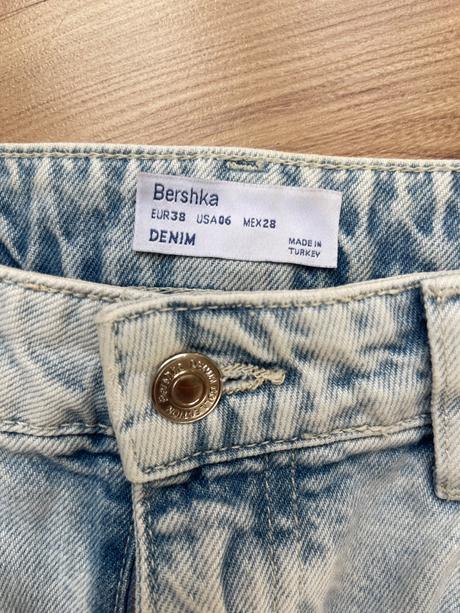 Bershka
EUR38 USA06 MEX28
DENIM
MADE IN
TURKEY